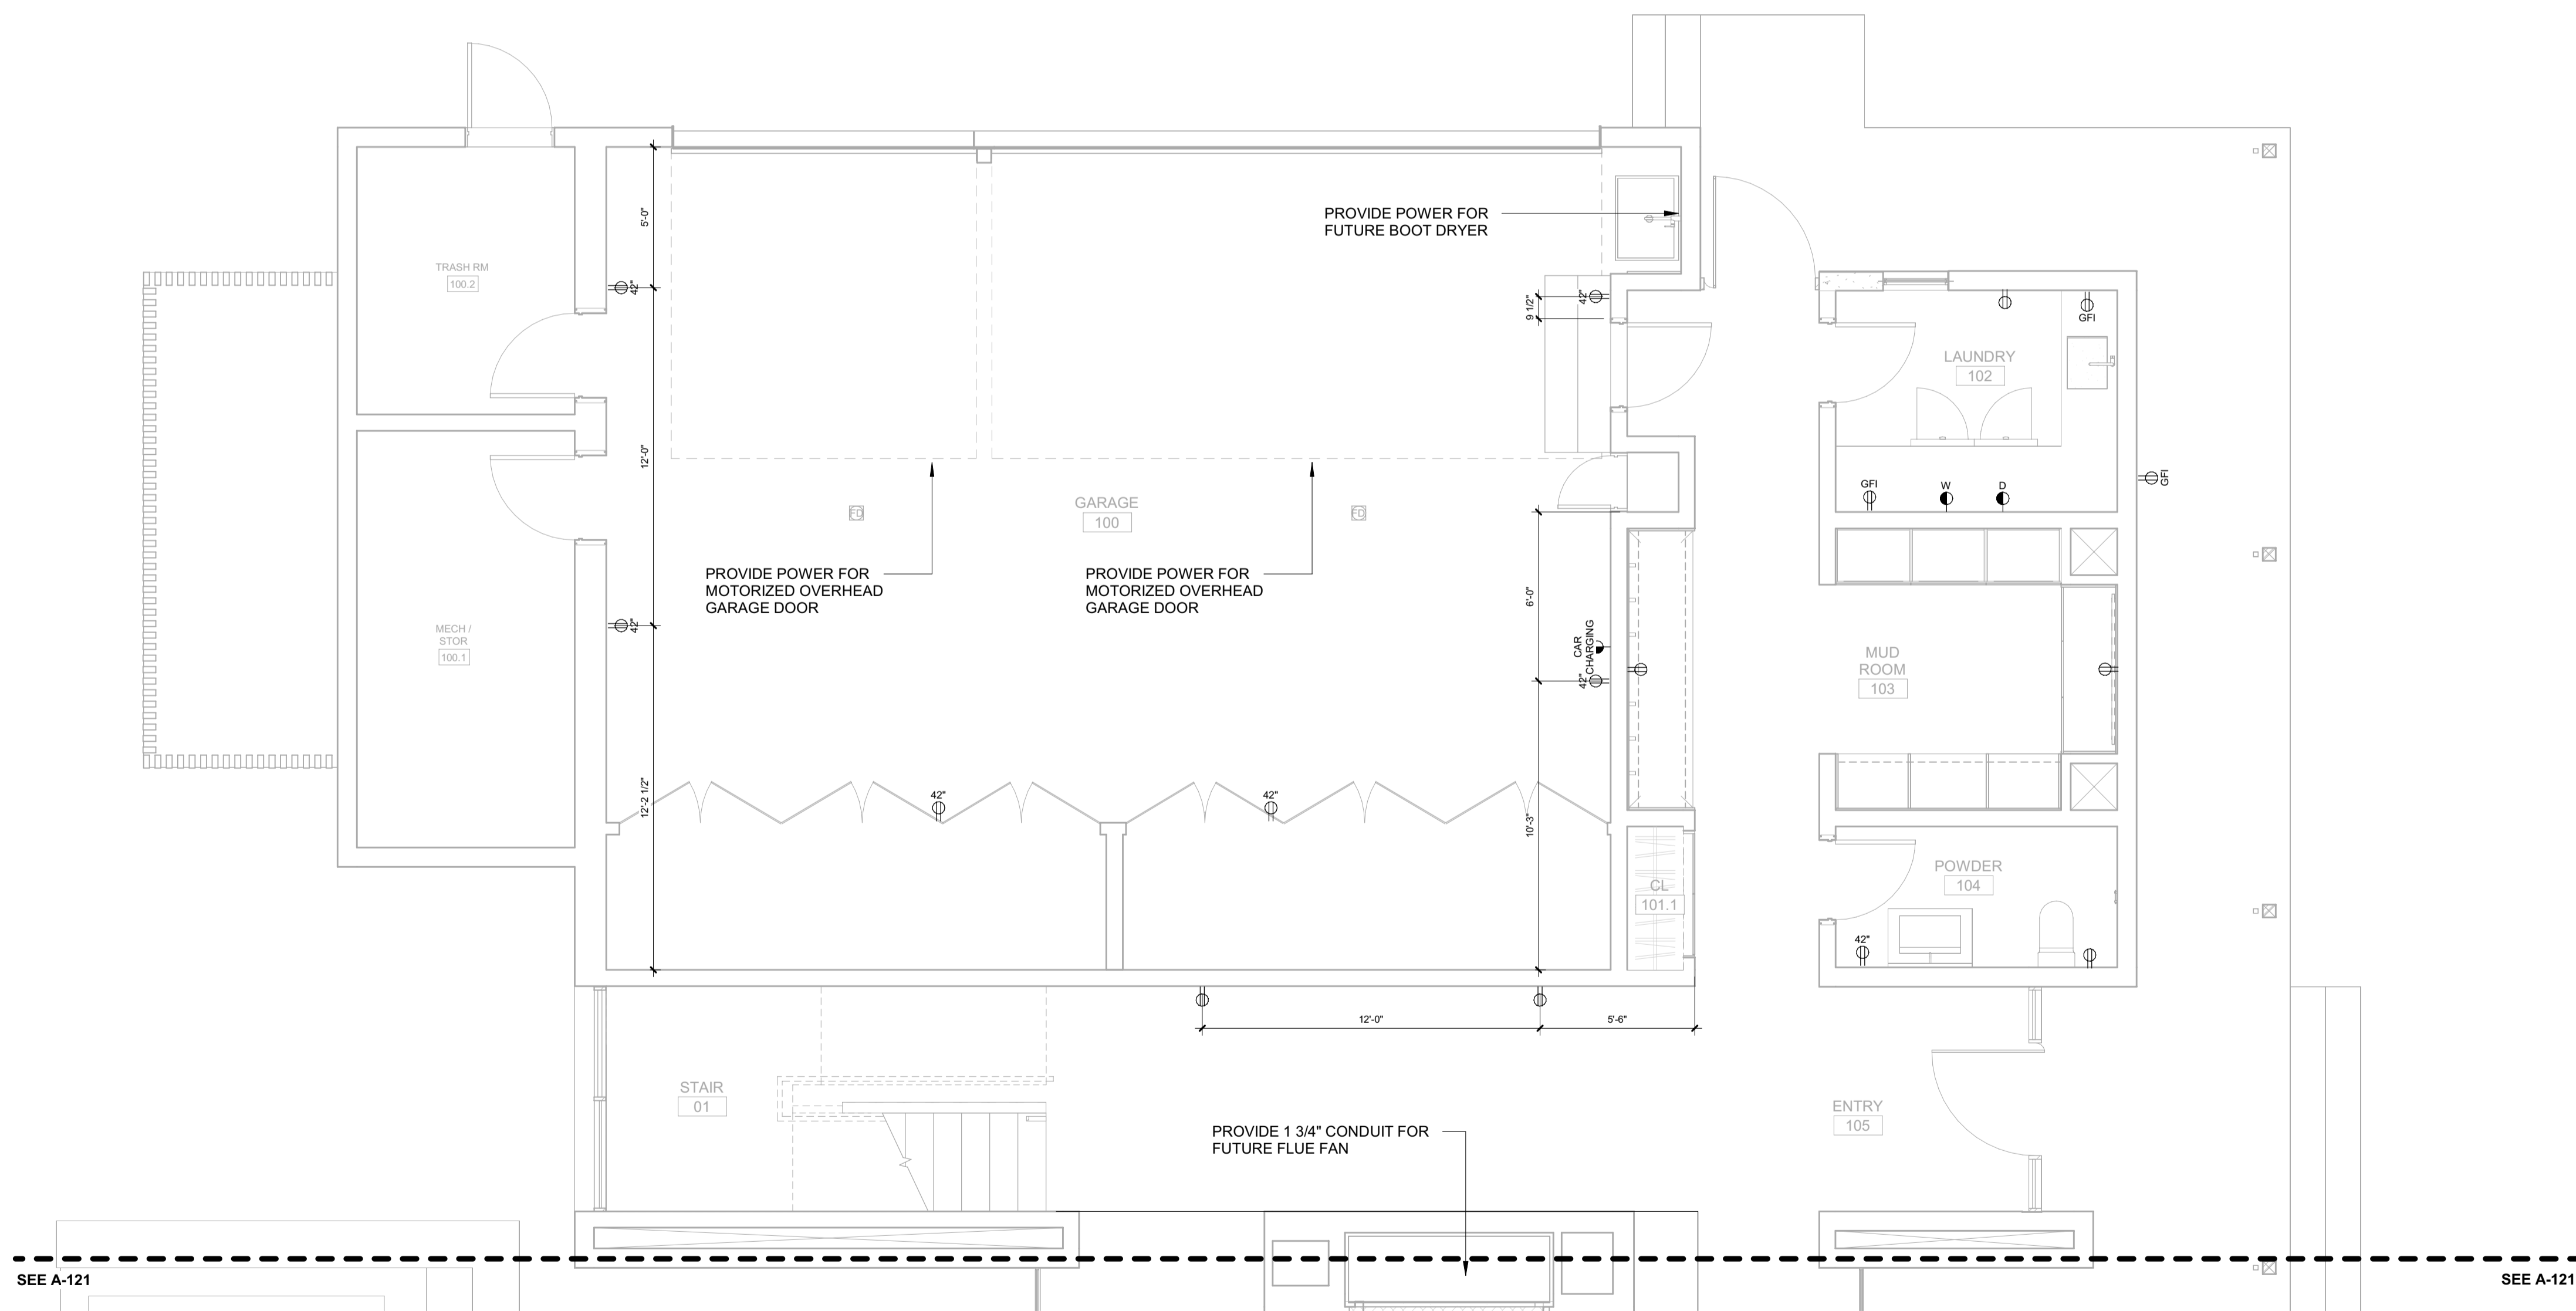 PROVIDE POWER FOR
FUTURE BOOT DRYER
5'-0"
TRASH RM
100.2
42"
42"
9 1/2"
GFI
LAUNDRY
102
12'-0"
GARAGE
100
FD
FD
GFI
W
D
GFI
PROVIDE POWER FOR
MOTORIZED OVERHEAD
GARAGE DOOR
PROVIDE POWER FOR
MOTORIZED OVERHEAD
GARAGE DOOR
6'-0"
MECH /
STOR
100.1
42"
CAR
CHARGING
42"
MUD
ROOM
103
12'-2 1/2"
42"
42"
10'-3"
CL
101.1
POWDER
104
42"
12'-0"
5'-6"
STAIR
01
PROVIDE 1 3/4" CONDUIT FOR
FUTURE FLUE FAN
ENTRY
105
SEE A-121
SEE A-121